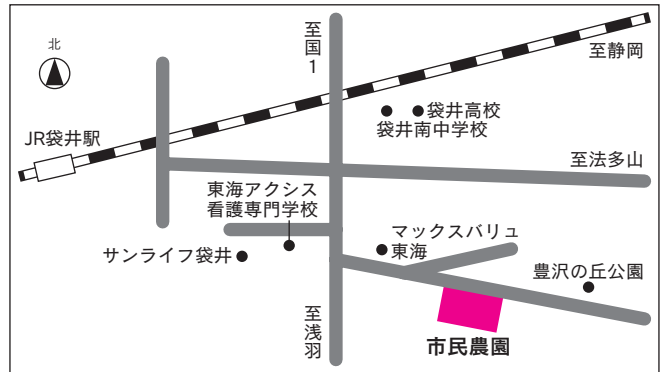 北
至国1
至静岡
袋井高校
袋井南中学校
JR袋井駅
至法多山
東海アクシス
看護専門学校
マックスバリュ
東海
サンライフ袋井
豊沢の丘公園
至浅羽
市民農園